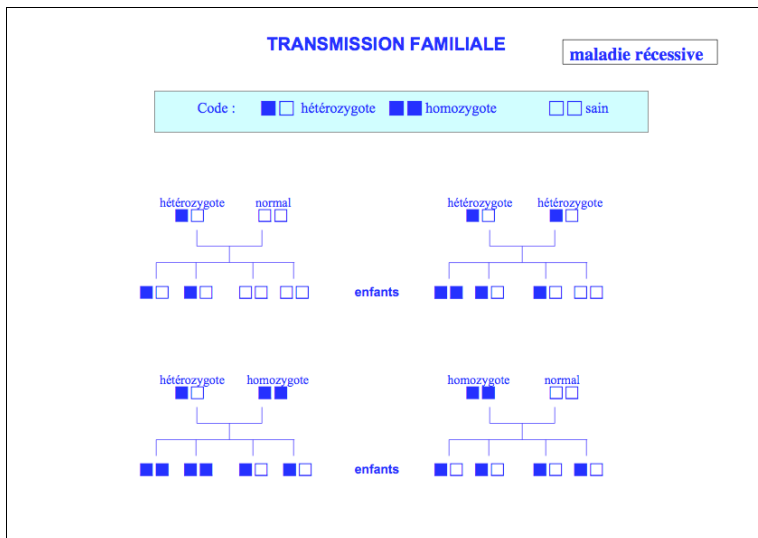 TRANSMISSION FAMILIALE
maladie récessive
Code : hétérozygote homozygote sain
hétérozygote normal
hétérozygote hétérozygote
enfants
hétérozygote homozygote
homozygote normal
enfants